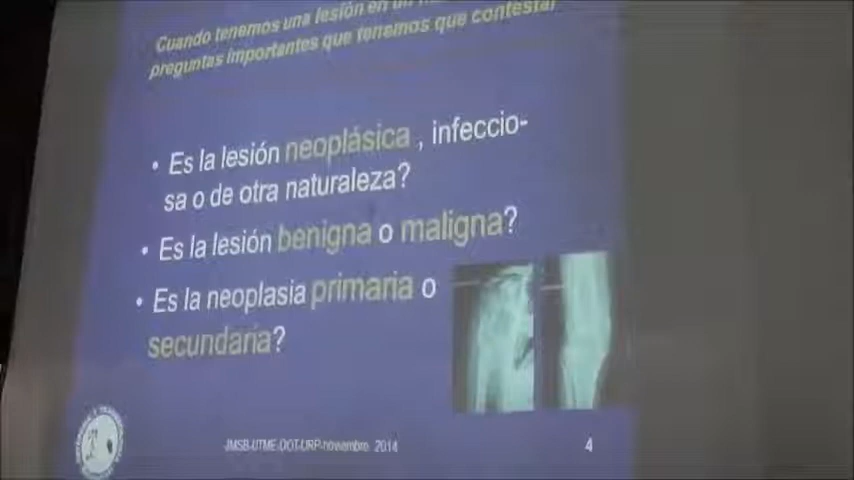 Cuando tenemos una lesión en un
preguntas importantes que tenemos que contestar
• Es la lesión neoplásica , infeccio-
sa o de otra naturaleza?
• Es la lesión benigna o maligna?
• Es la neoplasia primaria o
secundaria?
JMSB-UTME-DOT-URP-noviembre 2014
4